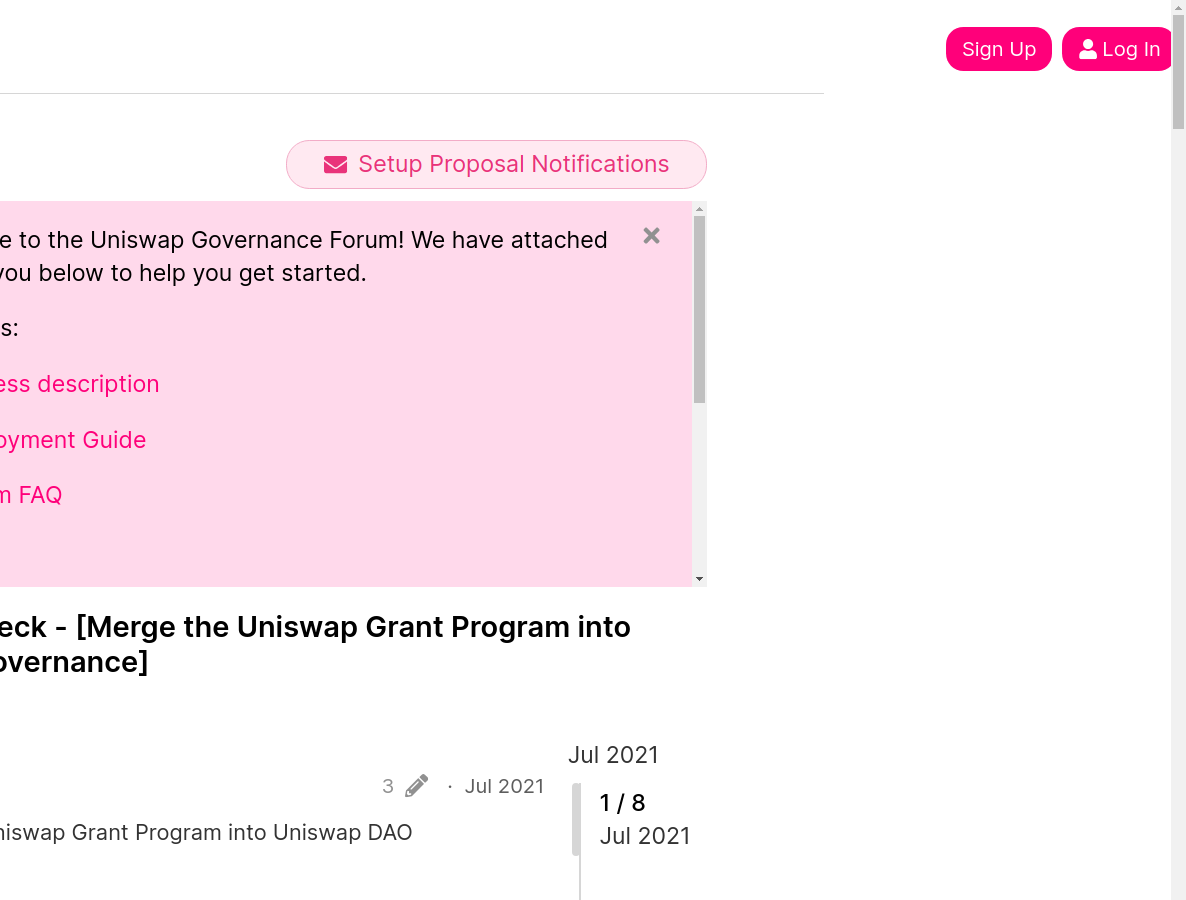 Sign Up
Log In
Setup Proposal Notifications
e to the Uniswap Governance Forum! We have attached
you below to help you get started.
s:
ess description
oyment Guide
m FAQ
eck - [Merge the Uniswap Grant Program into
overnance]
Jul 2021
3 · Jul 2021
1 / 8
Jul 2021
niswap Grant Program into Uniswap DAO